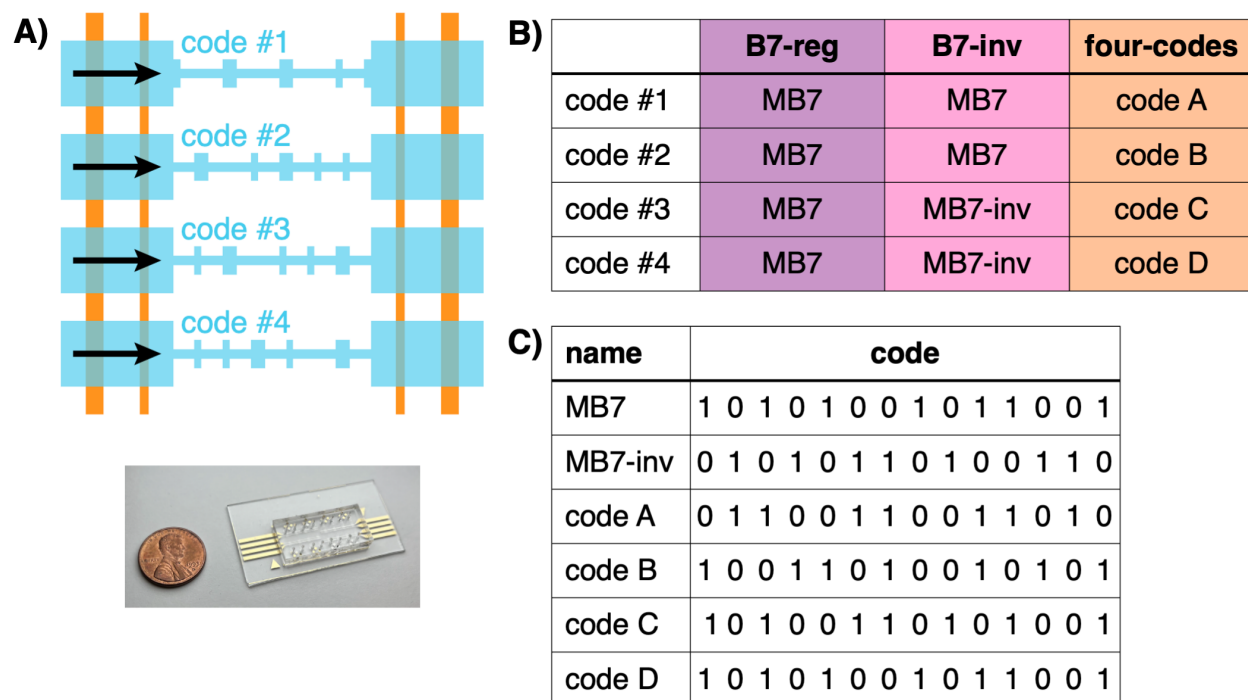 A)
code #1
code #2
code #3
code #4
B)
B7-reg B7-inv four-codes
code #1 MB7 MB7 code A
code #2 MB7 MB7 code B
code #3 MB7 MB7-inv code C
code #4 MB7 MB7-inv code D
C)
name code
MB7 1 0 1 0 1 0 0 1 0 1 1 0 0 1
MB7-inv 0 1 0 1 0 1 1 0 1 0 0 1 1 0
code A 0 1 1 0 0 1 1 0 0 1 1 0 1 0
code B 1 0 0 1 1 0 1 0 0 1 0 1 0 1
code C 1 0 1 0 0 1 1 0 1 0 1 0 0 1
code D 1 0 1 0 1 0 0 1 0 1 1 0 0 1